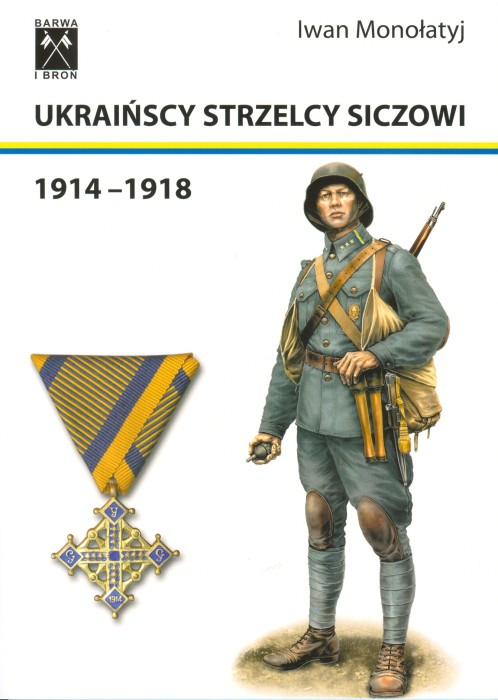 BARWA
I BROŃ
Iwan Monołatyj
UKRAIŃSCY STRZELCY SICZOWI
1914 –1918
1914